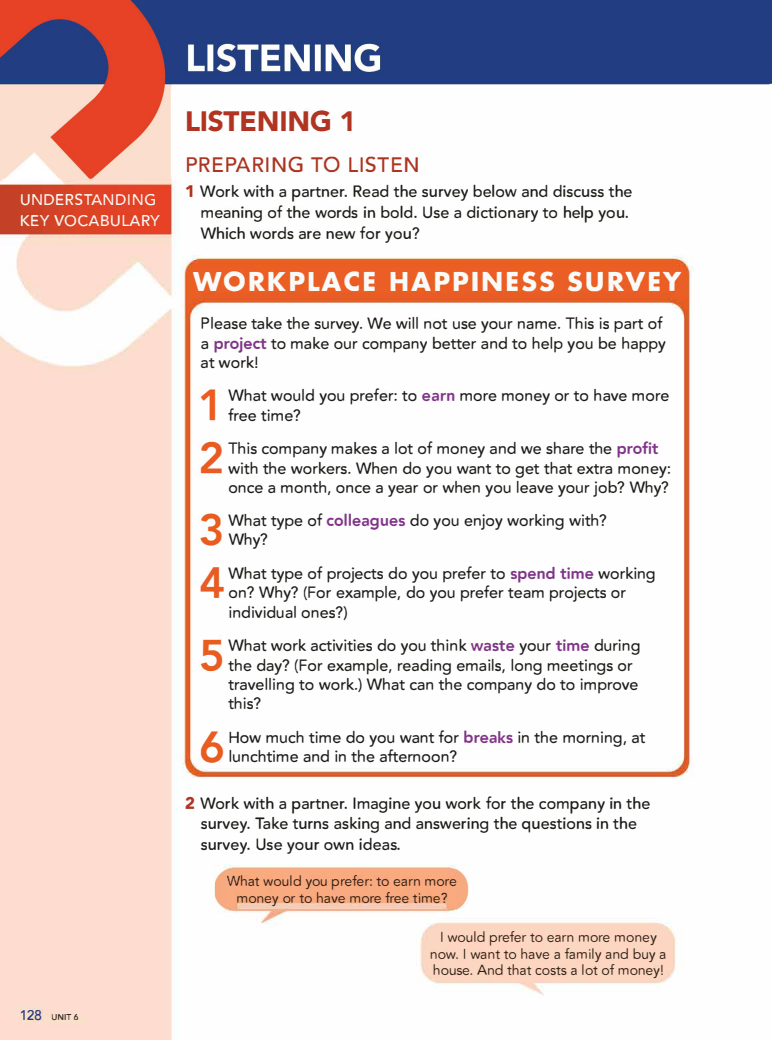 LISTENING
LISTENING 1
PREPARING TO LISTEN
UNDERSTANDING
KEY VOCABULARY
1 Work with a partner. Read the survey below and discuss the
meaning of the words in bold. Use a dictionary to help you.
Which words are new for you?
WORKPLACE HAPPINESS SURVEY
Please take the survey. We will not use your name. This is part of
a project to make our company better and to help you be happy
at work!
1 What would you prefer: to earn more money or to have more
free time?
2 This company makes a lot of money and we share the profit
with the workers. When do you want to get that extra money:
once a month, once a year or when you leave your job? Why?
3 What type of colleagues do you enjoy working with?
Why?
4 What type of projects do you prefer to spend time working
on? Why? (For example, do you prefer team projects or
individual ones?)
5 What work activities do you think waste your time during
the day? (For example, reading emails, long meetings or
travelling to work.) What can the company do to improve
this?
6 How much time do you want for breaks in the morning, at
lunchtime and in the afternoon?
2 Work with a partner. Imagine you work for the company in the
survey. Take turns asking and answering the questions in the
survey. Use your own ideas.
What would you prefer: to earn more
money or to have more free time?
I would prefer to earn more money
now. I want to have a family and buy a
house. And that costs a lot of money!
128 UNIT 6